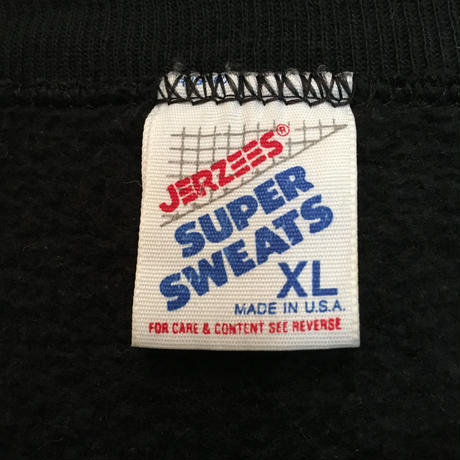 JERZEES®
SUPER
SWEATS
XL
MADE IN U.S.A.
FOR CARE & CONTENT SEE REVERSE